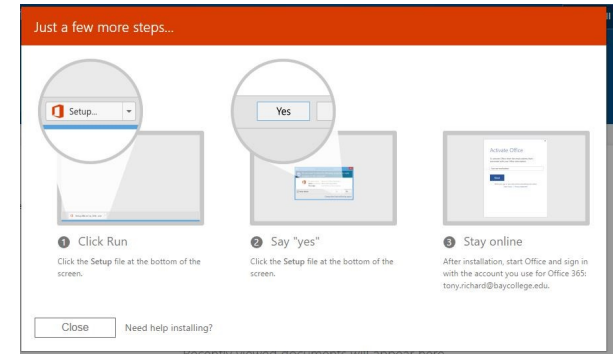 Just a few more steps...
Setup...
Yes
Activate Office
1 Click Run
Click the Setup file at the bottom of the
screen.
2 Say "yes"
Click the Setup file at the bottom of the
screen.
3 Stay online
After installation, start Office and sign in
with the account you use for Office 365:
tony.richard@baycollege.edu.
Close
Need help installing?